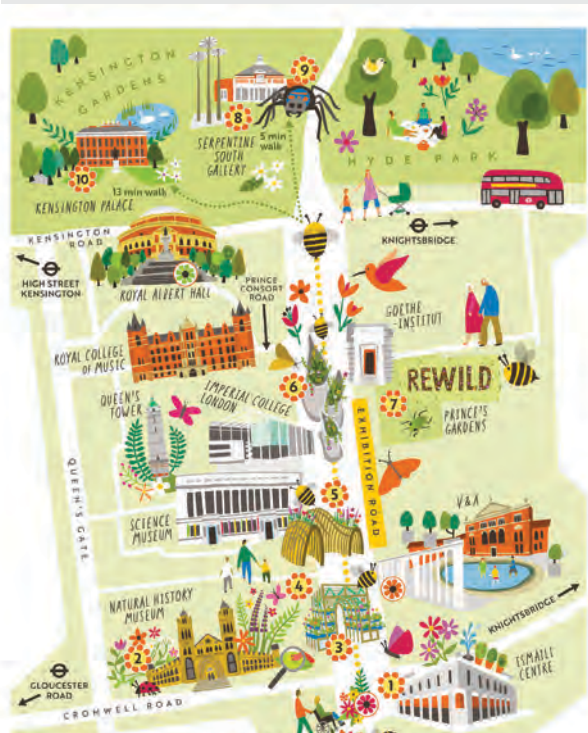 KENSINGTON
GARDENS
9
8
SERPENTINE
SOUTH
GALLERY
5 min
walk
HYDE PARK
10
13 min walk
KENSINGTON PALACE
KENSINGTON
ROAD
KNIGHTSBRIDGE
HIGH STREET
KENSINGTON
ROYAL ALBERT HALL
PRINCE
CONSORT
ROAD
GOETHE
-INSTITUT
ROYAL COLLEGE
OF MUSIC
REWILD
QUEEN'S
TOWER
IMPERIAL COLLEGE
LONDON
6
7
PRINCE'S
GARDENS
EXHIBITION ROAD
QUEEN'S GATE
5
SCIENCE
MUSEUM
V&A
4
NATURAL HISTORY
MUSEUM
KNIGHTSBRIDGE
2
3
1
ISMAILI
CENTRE
GLOUCESTER
ROAD
CROMWELL ROAD